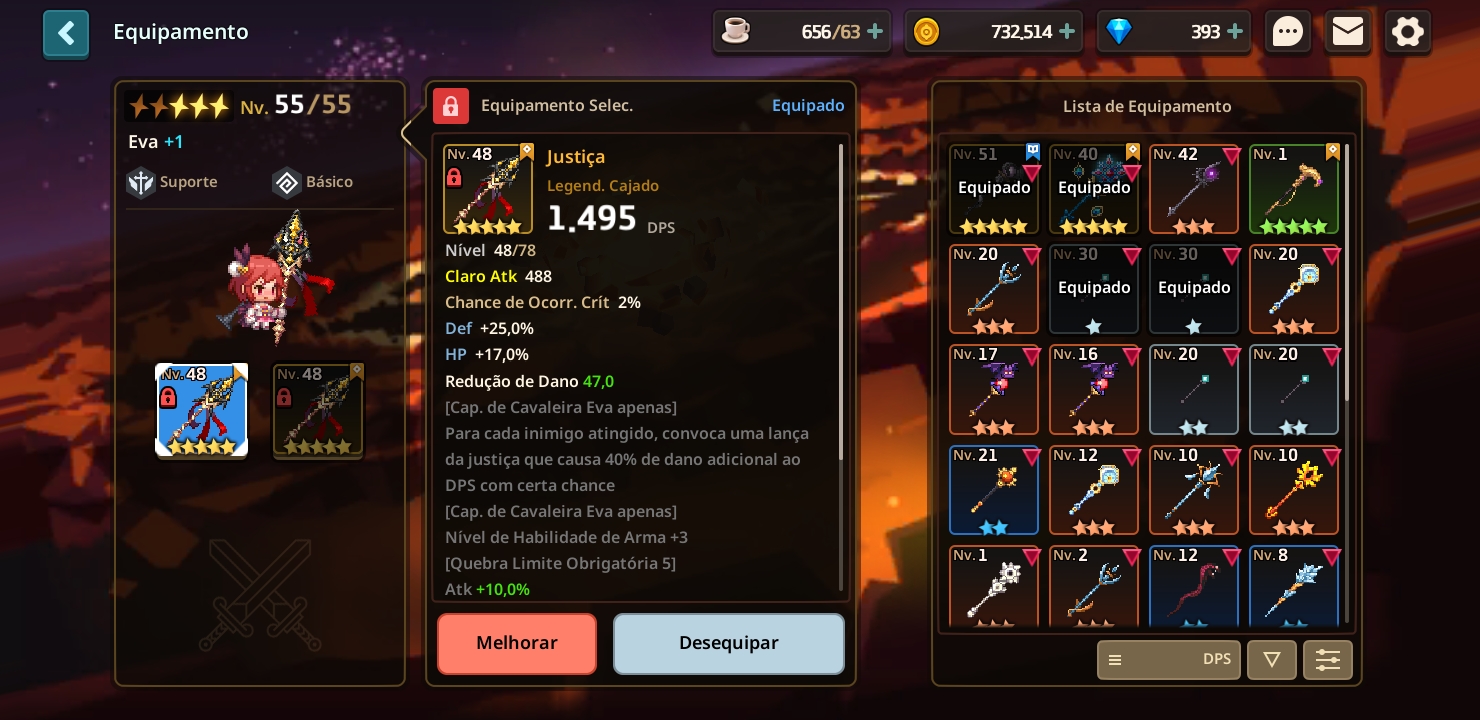 Equipamento
656/63
732,514
393
Nv. 55/55
Eva +1
Suporte
Básico
Nv. 48
Nv. 48
Equipamento Selec.
Equipado
Nv. 48
Justiça
Legend. Cajado
1.495 DPS
Nível 48/78
Claro Atk 488
Chance de Ocorr. Crít 2%
Def +25,0%
HP +17,0%
Redução de Dano 47,0
[Cap. de Cavaleira Eva apenas]
Para cada inimigo atingido, convoca uma lança
da justiça que causa 40% de dano adicional ao
DPS com certa chance
[Cap. de Cavaleira Eva apenas]
Nível de Habilidade de Arma +3
[Quebra Limite Obrigatória 5]
Atk +10,0%
Melhorar
Desequipar
Lista de Equipamento
Nv. 51 Nv. 40 Nv. 42 Nv. 1
Equipado Equipado
Nv. 20 Nv. 30 Nv. 30 Nv. 20
Equipado Equipado
Nv. 17 Nv. 16 Nv. 20 Nv. 20
Nv. 21 Nv. 12 Nv. 10 Nv. 10
Nv. 1 Nv. 2 Nv. 12 Nv. 8
DPS